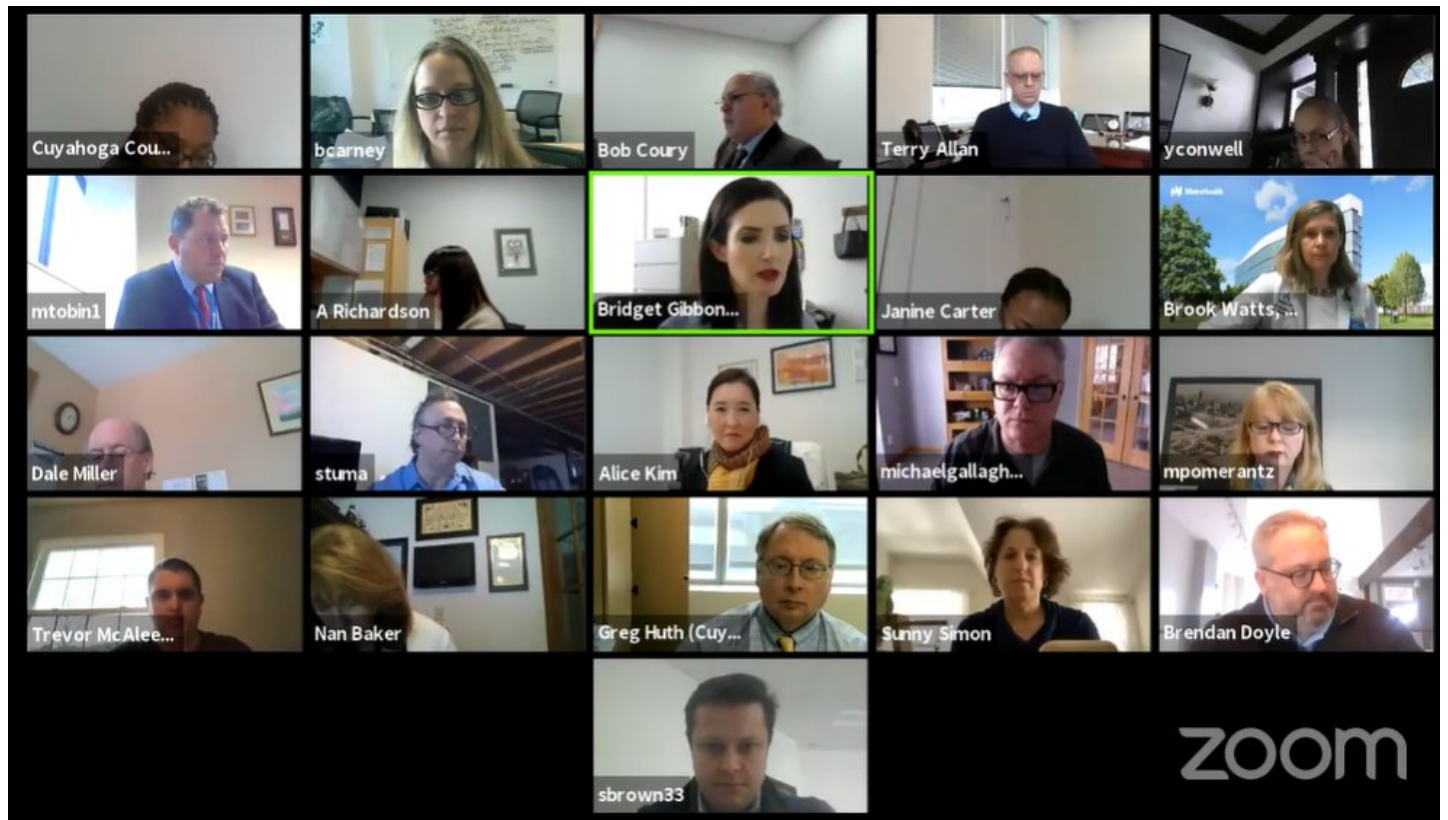 Cuyahoga Cou...
bcarney
Bob Coury
Terry Allan
yconwell
mtobin1
A Richardson
Bridget Gibbon...
Janine Carter
MetroHealth
Brook Watts, ...
Dale Miller
stuma
Alice Kim
michaelgallagh...
mpomerantz
Trevor McAlee...
Nan Baker
Greg Huth (Cuy...
Sunny Simon
Brendan Doyle
sbrown33
zoom